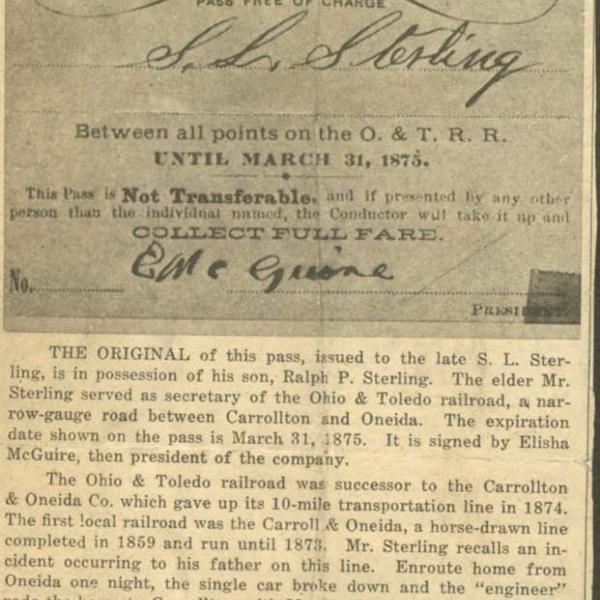 PASS FREE OF CHARGE
S. L. Sterling
Between all points on the O. & T. R. R.
UNTIL MARCH 31, 1875.
This Pass is Not Transferable, and if presented by any other
person than the individual named, the Conductor will take it up and
COLLECT FULL FARE.
E Mc Guire
No.
PRESIDENT.
THE ORIGINAL of this pass, issued to the late S. L. Ster-
ling, is in possession of his son, Ralph P. Sterling. The elder Mr.
Sterling served as secretary of the Ohio & Toledo railroad, a nar-
row-gauge road between Carrollton and Oneida. The expiration
date shown on the pass is March 31, 1875. It is signed by Elisha
McGuire, then president of the company.
The Ohio & Toledo railroad was successor to the Carrollton
& Oneida Co. which gave up its 10-mile transportation line in 1874.
The first local railroad was the Carroll & Oneida, a horse-drawn line
completed in 1859 and run until 1873. Mr. Sterling recalls an in-
cident occurring to his father on this line. Enroute home from
Oneida one night, the single car broke down and the "engineer"